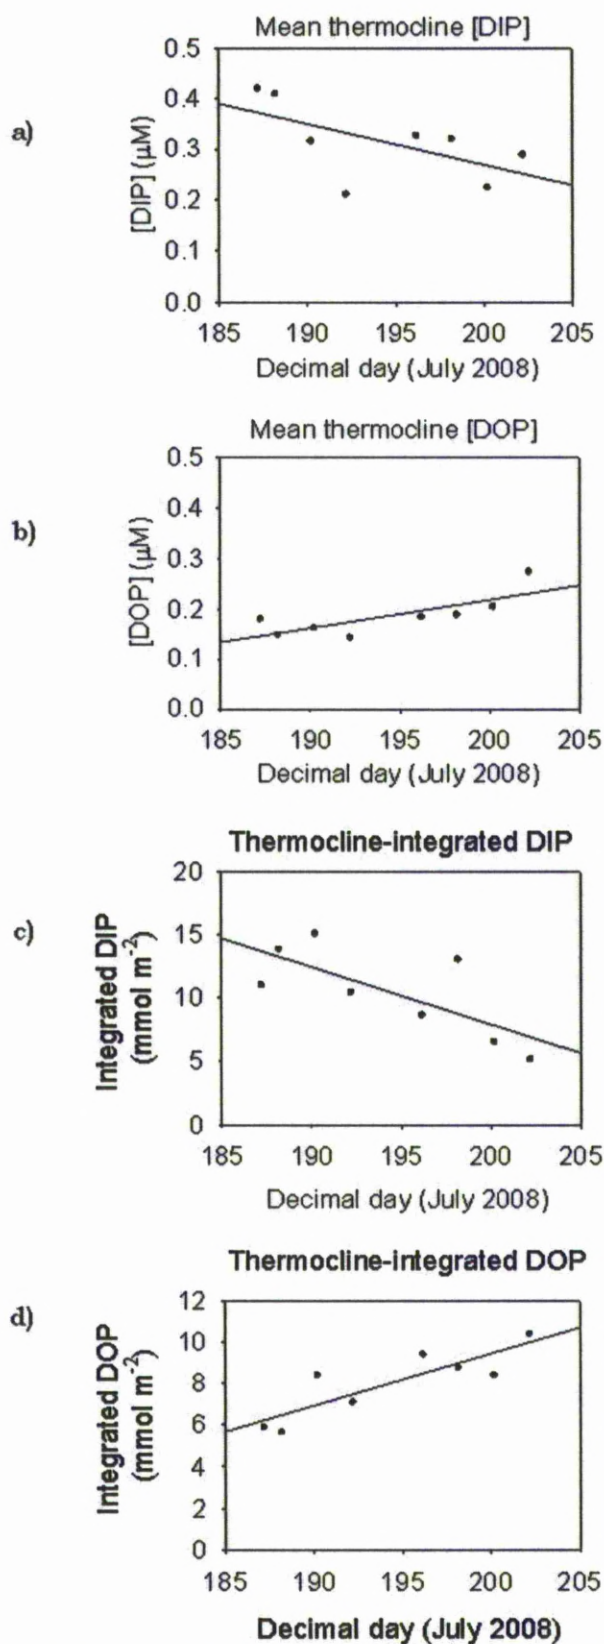 a)
Mean thermocline [DIP]
[DIP] (µM)
0.5
0.4
0.3
0.2
0.1
0.0
185 190 195 200 205
Decimal day (July 2008)
b)
Mean thermocline [DOP]
[DOP] (µM)
0.5
0.4
0.3
0.2
0.1
0.0
185 190 195 200 205
Decimal day (July 2008)
c)
Thermocline-integrated DIP
Integrated DIP
(mmol m⁻²)
20
15
10
5
0
185 190 195 200 205
Decimal day (July 2008)
d)
Thermocline-integrated DOP
Integrated DOP
(mmol m⁻²)
12
10
8
6
4
2
0
185 190 195 200 205
Decimal day (July 2008)